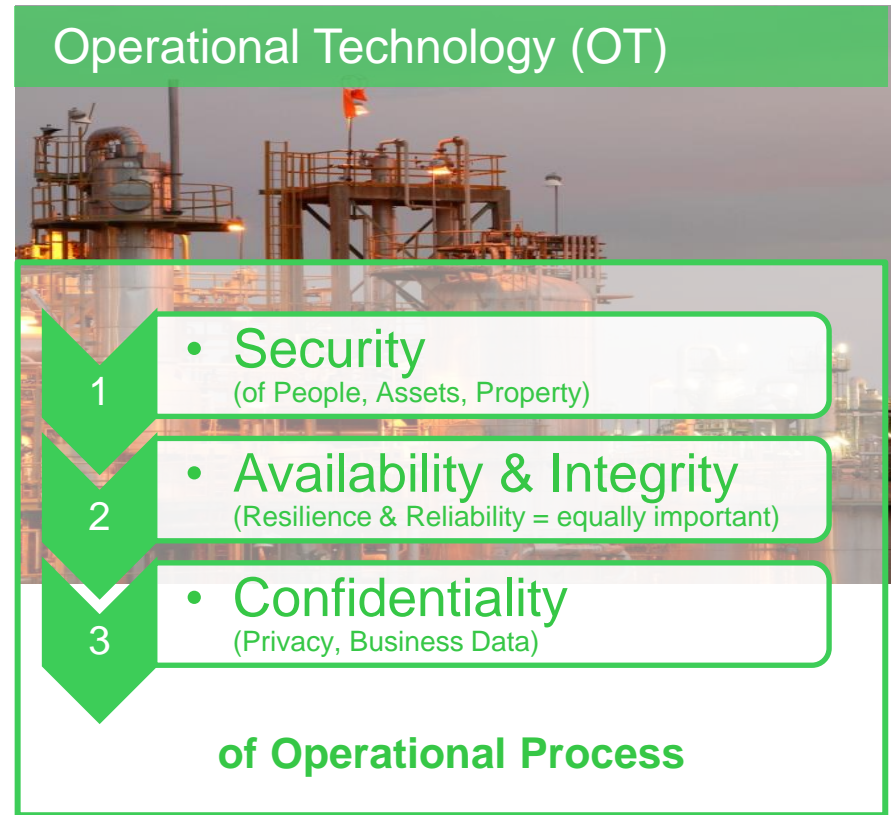 Operational Technology (OT)
1
• Security
(of People, Assets, Property)
2
• Availability & Integrity
(Resilience & Reliability = equally important)
3
• Confidentiality
(Privacy, Business Data)
of Operational Process